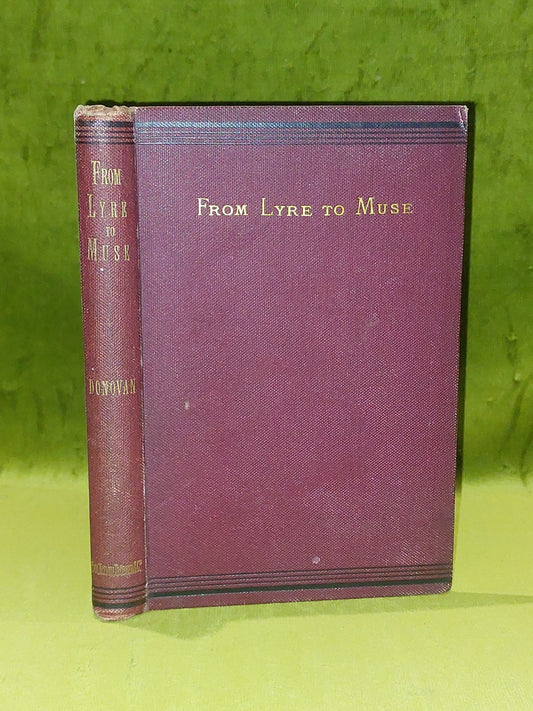 From
Lyre
to
Muse
Donovan
From Lyre to Muse